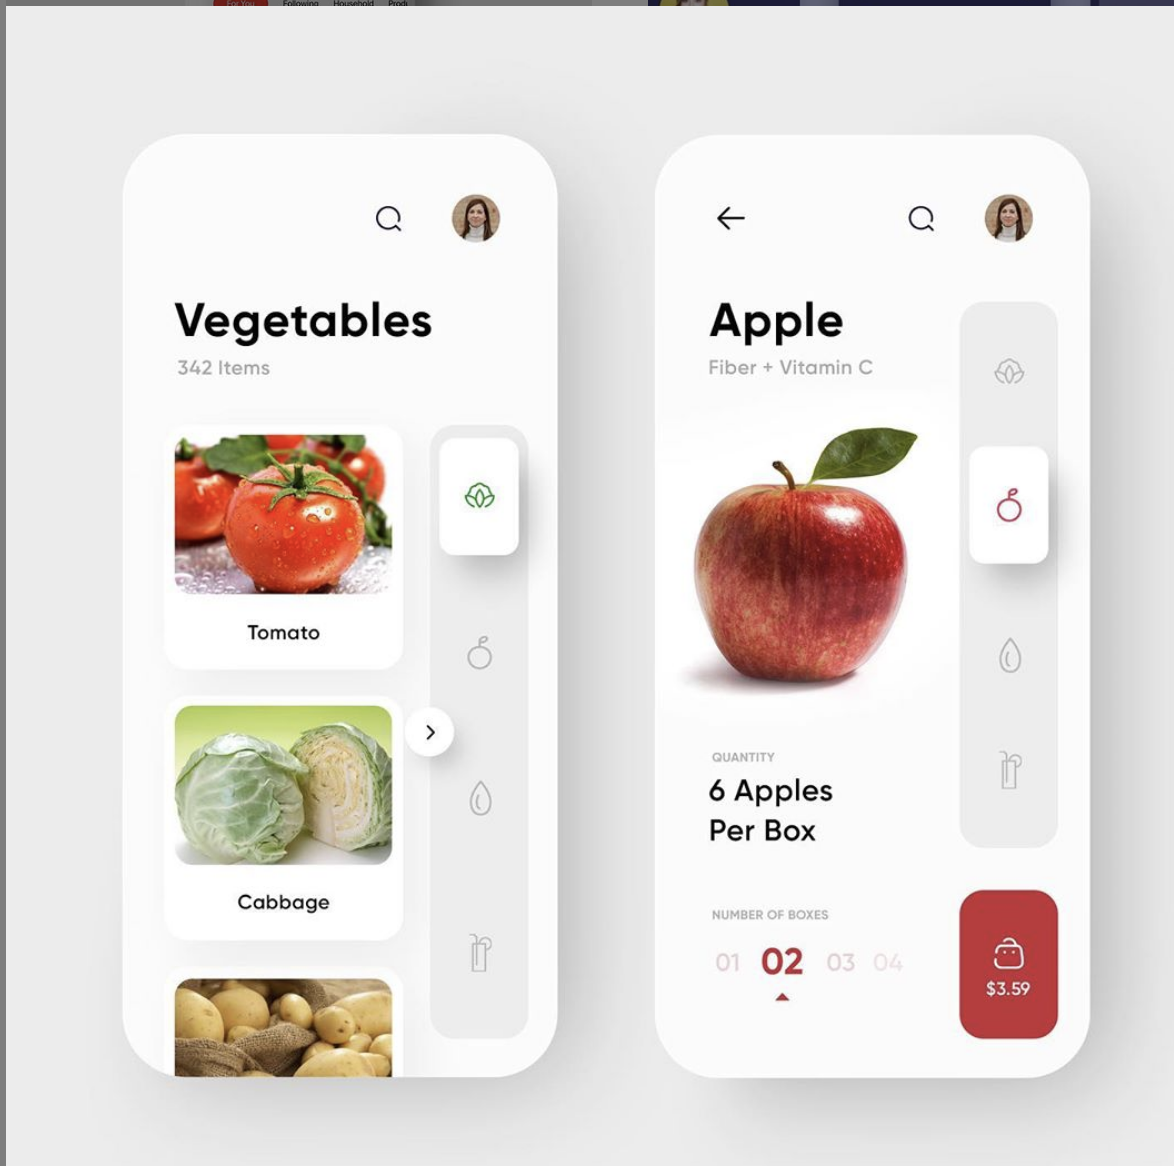 For You Following Household Produ
Vegetables
342 Items
Tomato
Cabbage
Apple
Fiber + Vitamin C
QUANTITY
6 Apples
Per Box
NUMBER OF BOXES
01 02 03 04
$3.59